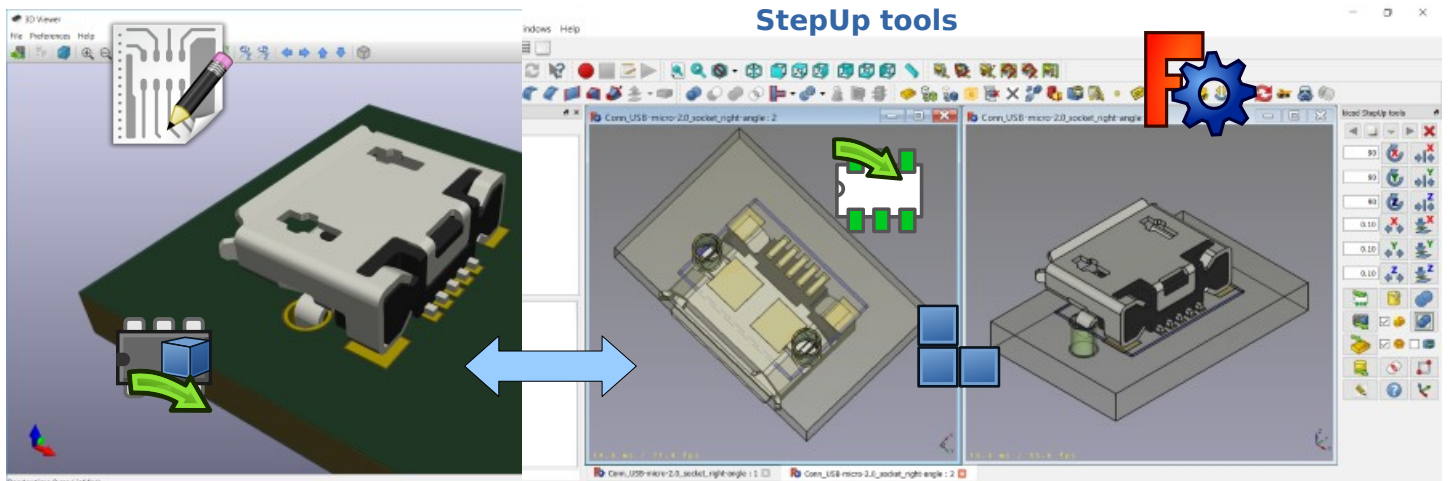 StepUp tools
3D Viewer
File Preferences Help
indows Help
Conn_USB-micro-2.0_socket_right-angle : 2
Conn_USB-micro-2.0_socket_right-angle
kicad StepUp tools
90
90
90
0.10
0.10
0.10
X
Y
Z
X
Y
Z
Conn_USB-micro-2.0_socket_right-angle : 1
Conn_USB-micro-2.0_socket_right-angle : 2